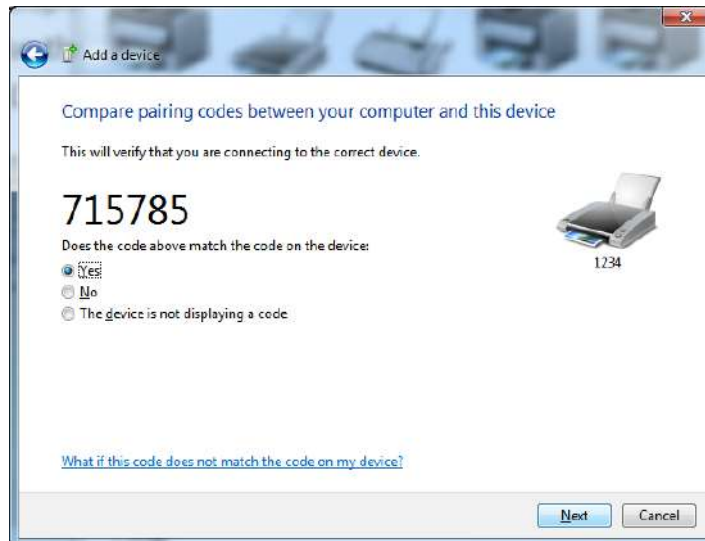 Add a device
Compare pairing codes between your computer and this device
This will verify that you are connecting to the correct device.
715785
Does the code above match the code on the device:
Yes
No
The device is not displaying a code
1234
What if this code does not match the code on my device?
Next Cancel